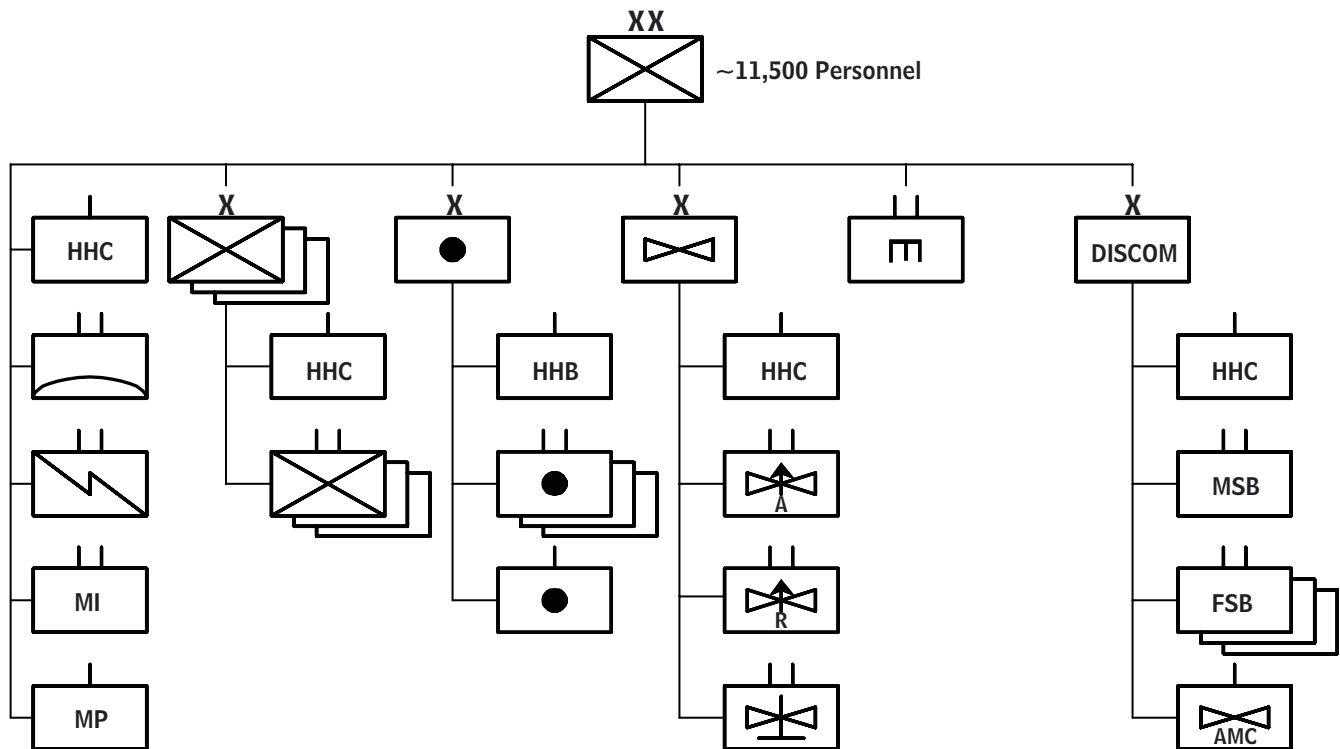 XX
~11,500 Personnel
X
X
X
X
HHC
DISCOM
HHC
HHB
HHC
HHC
A
MSB
MI
R
FSB
MP
AMC